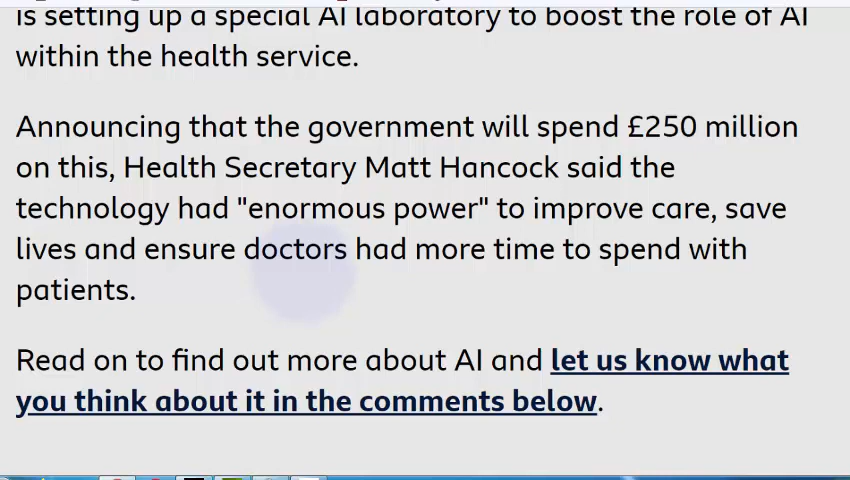 is setting up a special AI laboratory to boost the role of AI
within the health service.
Announcing that the government will spend £250 million
on this, Health Secretary Matt Hancock said the
technology had "enormous power" to improve care, save
lives and ensure doctors had more time to spend with
patients.
Read on to find out more about AI and let us know what
you think about it in the comments below.